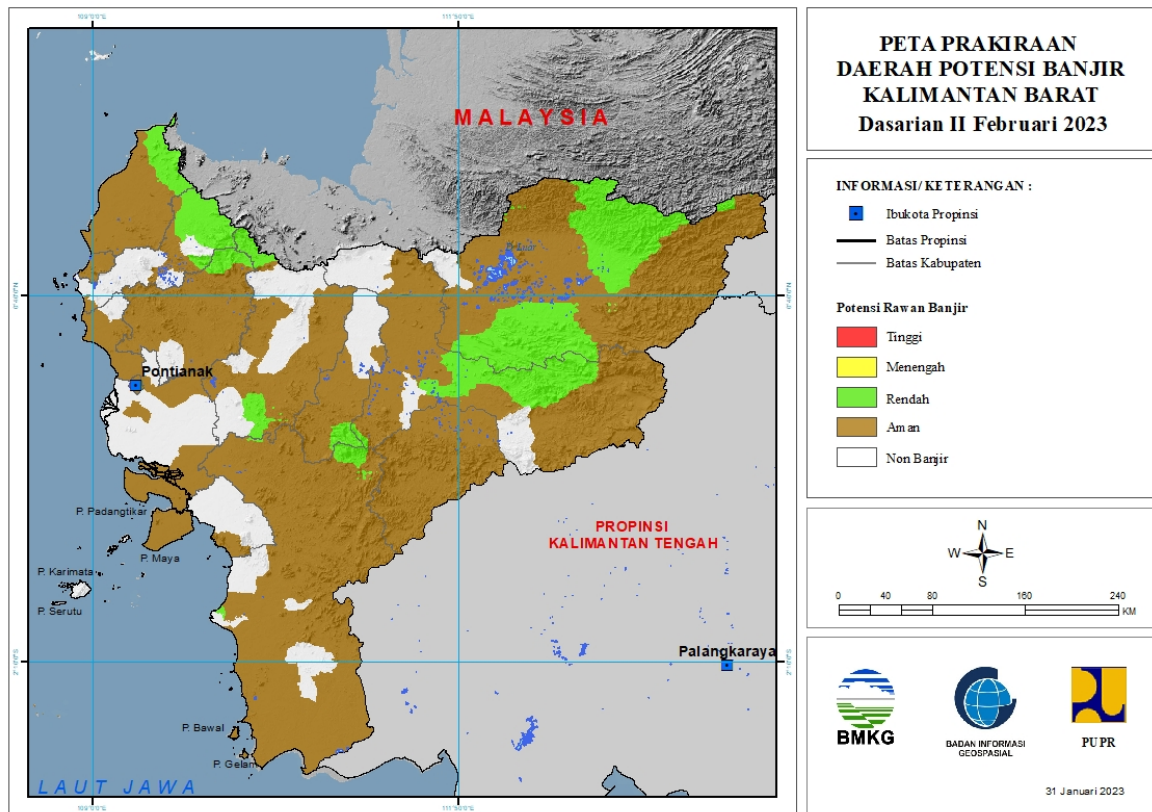 PETA PRAKIRAAN
DAERAH POTENSI BANJIR
KALIMANTAN BARAT
Dasarian II Februari 2023
INFORMASI/KETERANGAN :
Ibukota Propinsi
Batas Propinsi
Batas Kabupaten
Potensi Rawan Banjir
Tinggi
Menengah
Rendah
Aman
Non Banjir
N
W E
S
0 40 80 160 240
KM
BMKG
BADAN INFORMASI
GEOSPASIAL
PUPR
31 Januari 2023
MALAYSIA
Pontianak
P. Padangtikar
P. Maya
P. Karimata
P. Serutu
PROPINSI
KALIMANTAN TENGAH
Palangkaraya
P. Bawal
P. Gelam
LAUT JAWA